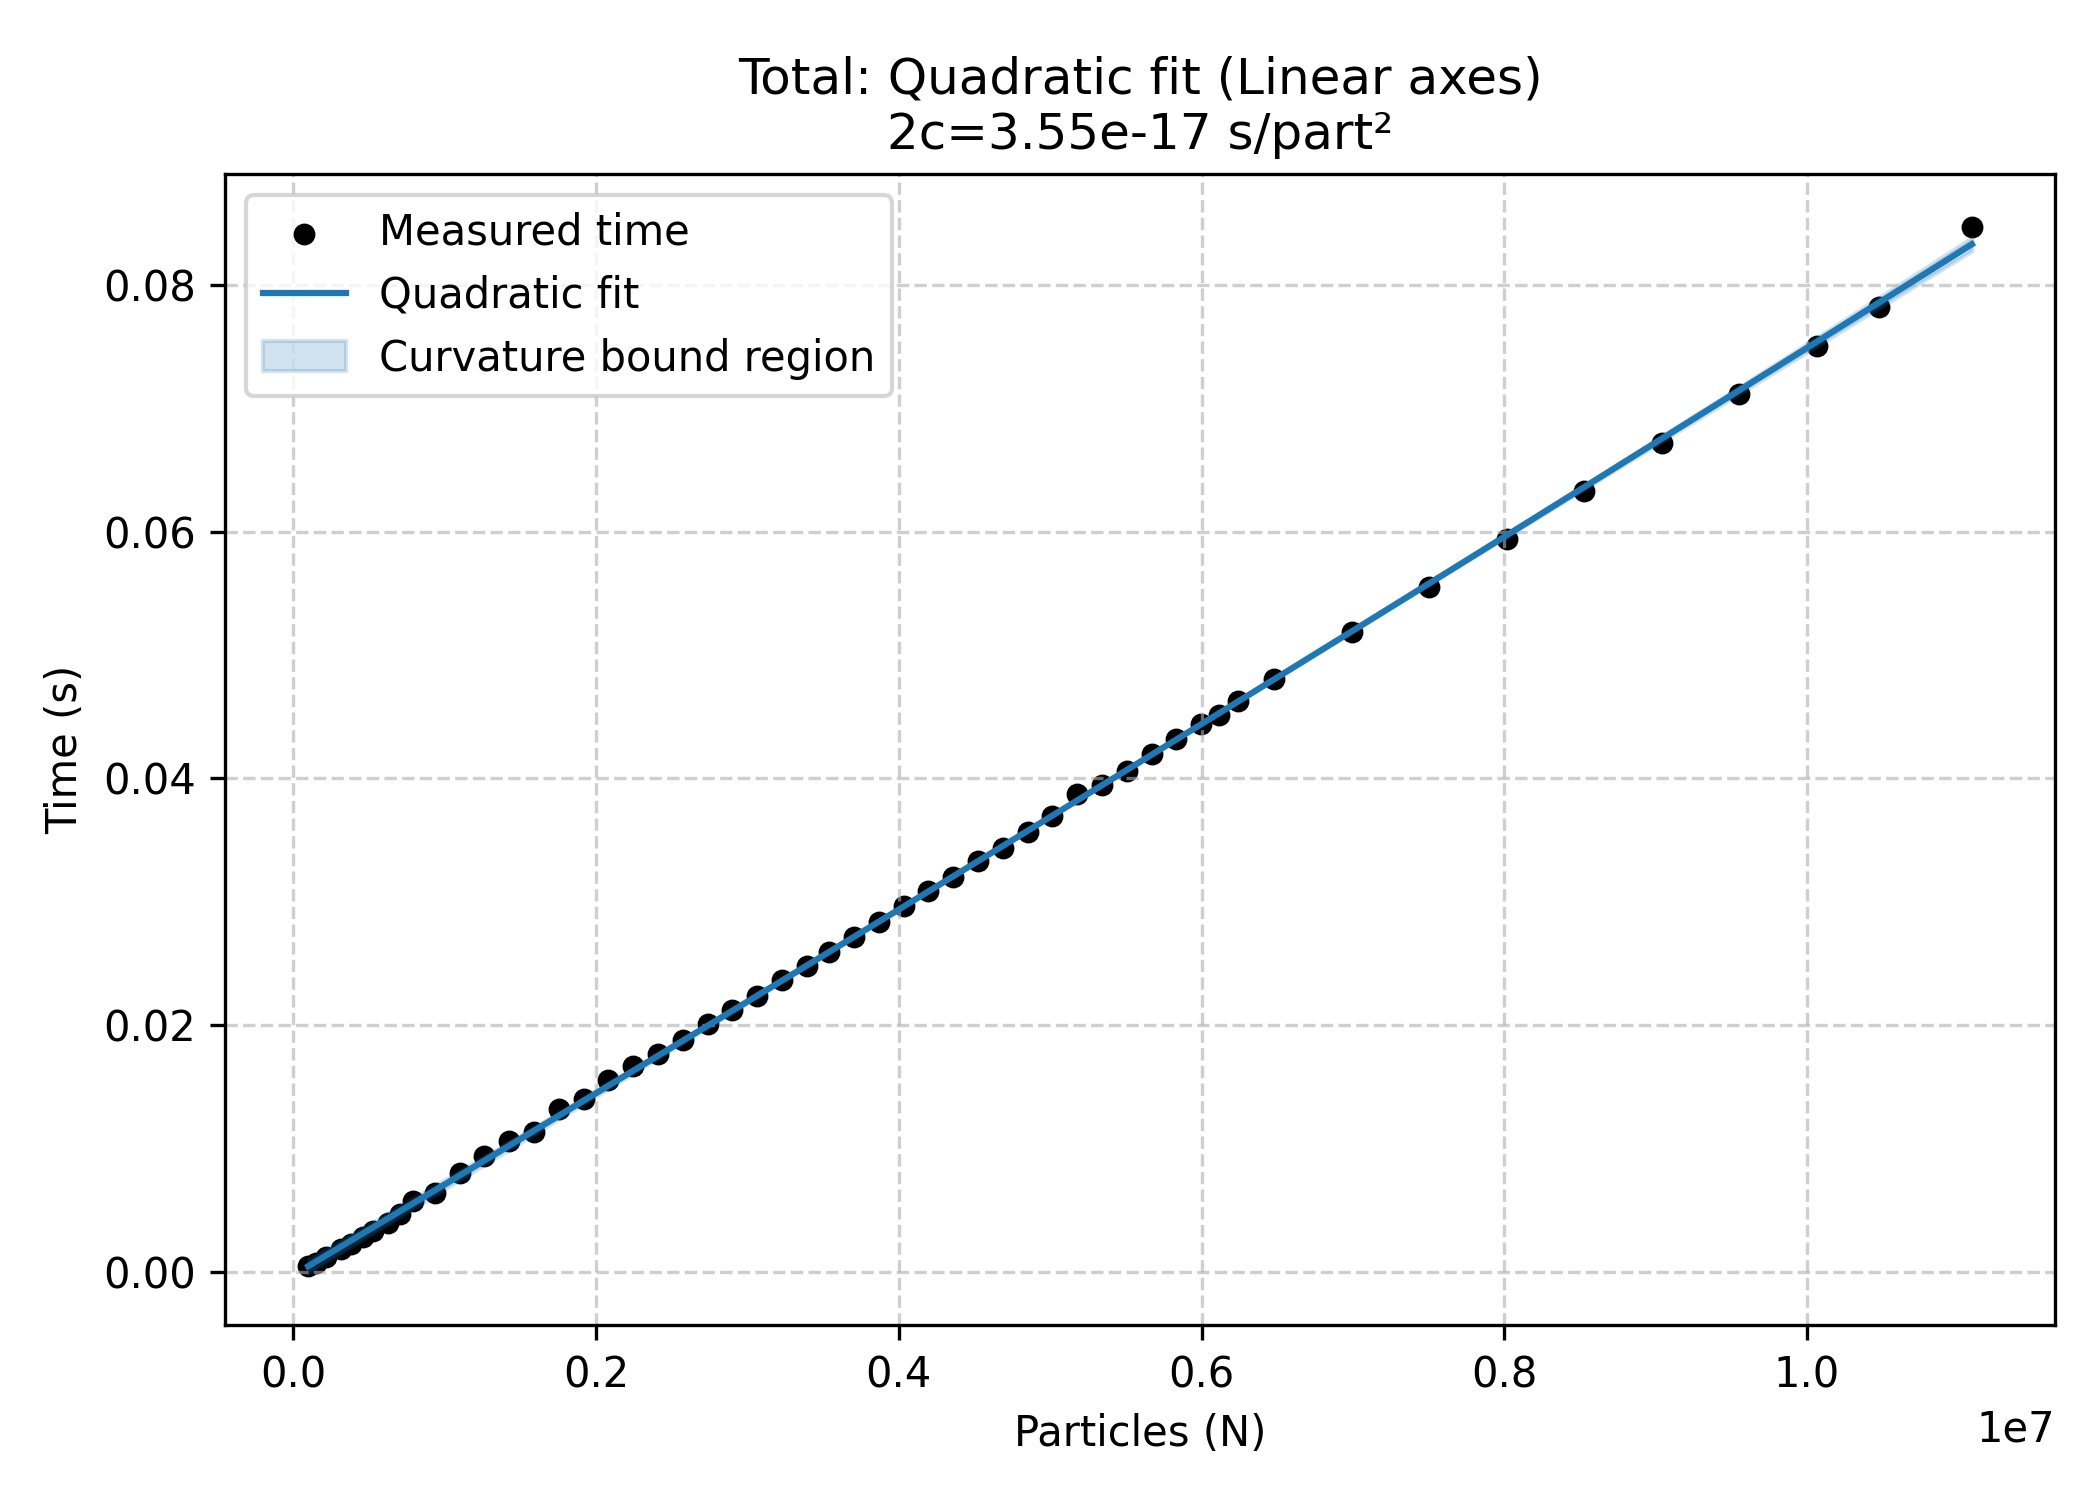 Total: Quadratic fit (Linear axes)
2c=3.55e-17 s/part²
Measured time
Quadratic fit
Curvature bound region
0.08
0.06
0.04
0.02
0.00
Time (s)
0.0 0.2 0.4 0.6 0.8 1.0
1e7
Particles (N)